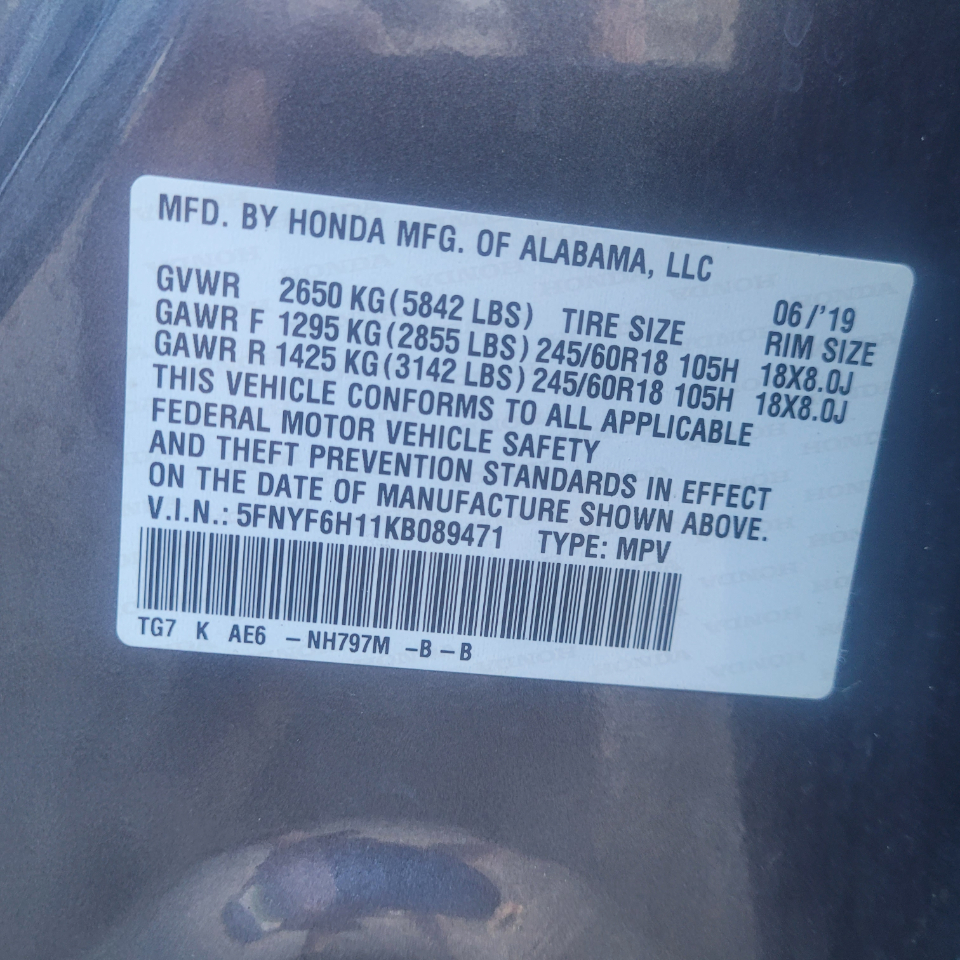 MFD. BY HONDA MFG. OF ALABAMA, LLC
06/'19
GVWR 2650 KG (5842 LBS) TIRE SIZE RIM SIZE
GAWR F 1295 KG (2855 LBS) 245/60R18 105H 18X8.0J
GAWR R 1425 KG (3142 LBS) 245/60R18 105H 18X8.0J
THIS VEHICLE CONFORMS TO ALL APPLICABLE
FEDERAL MOTOR VEHICLE SAFETY
AND THEFT PREVENTION STANDARDS IN EFFECT
ON THE DATE OF MANUFACTURE SHOWN ABOVE.
V.I.N.: 5FNYF6H11KB089471 TYPE: MPV
TG7 K AE6 – NH797M – B – B